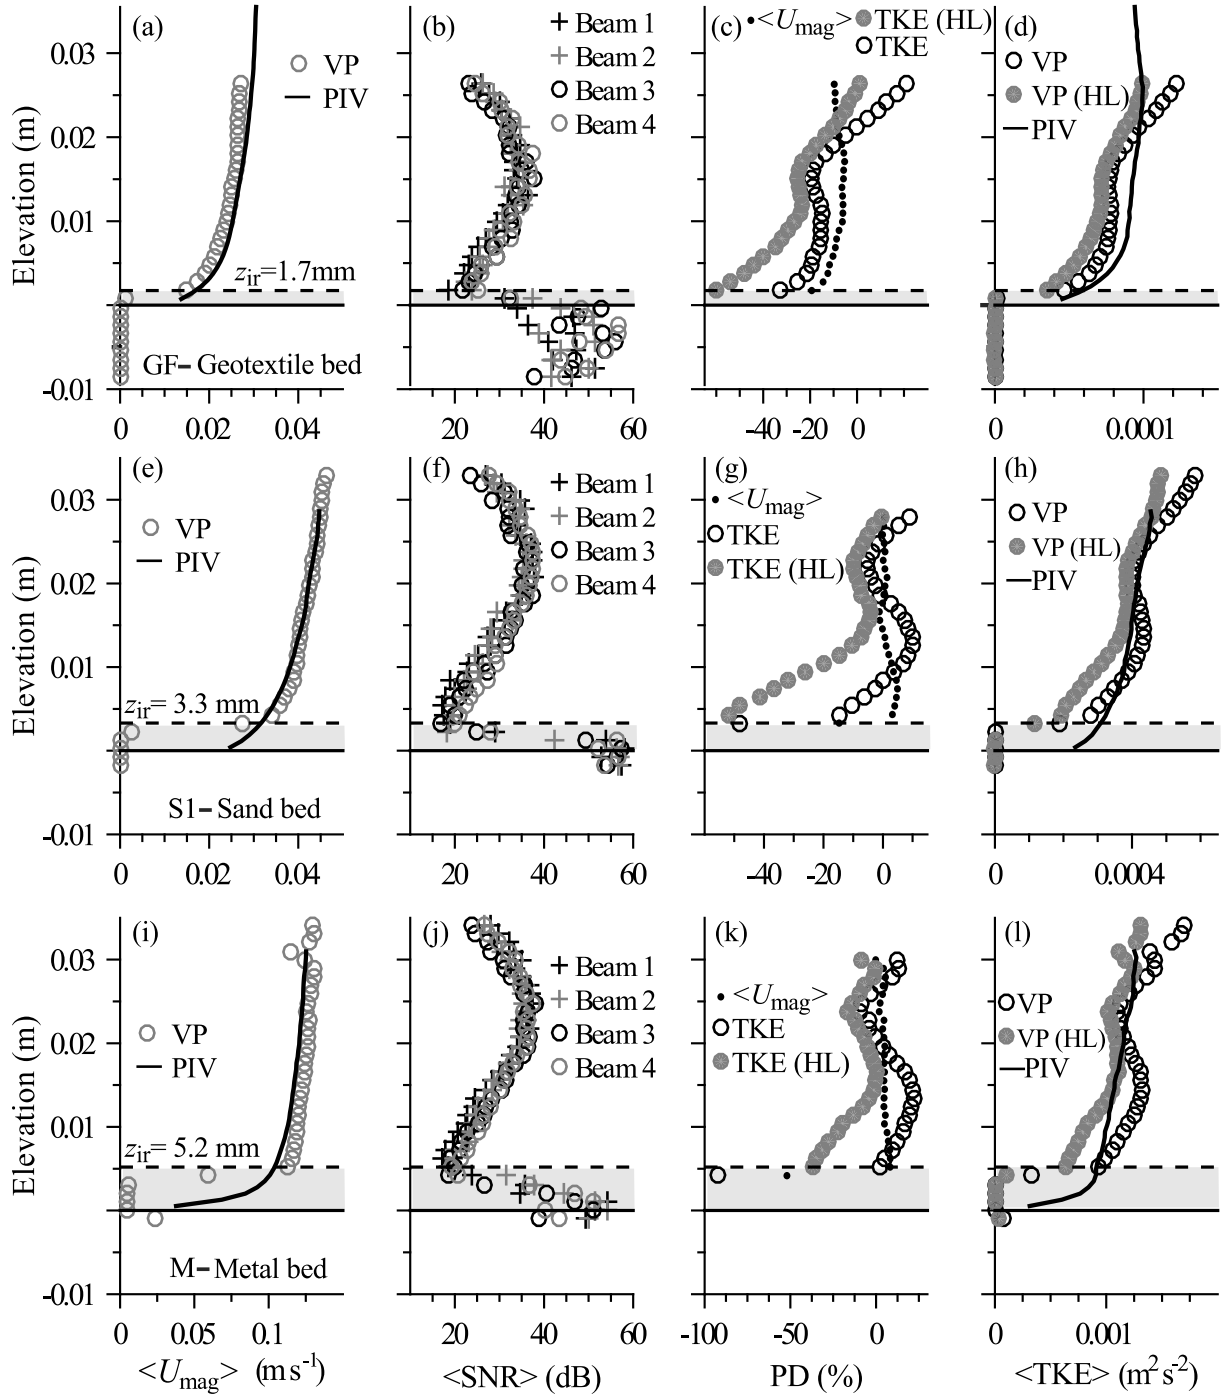 (a)
VP
PIV
z_ir=1.7mm
GF–Geotextile bed
Elevation (m)
0.03
0.02
0.01
0
-0.01
0
0.02
0.04
(b)
Beam 1
Beam 2
Beam 3
Beam 4
20
40
60
(c)
<U_mag>
TKE (HL)
TKE
-40
-20
0
(d)
VP
VP (HL)
PIV
0
0.0001
(e)
VP
PIV
z_ir= 3.3 mm
S1–Sand bed
Elevation (m)
0.03
0.02
0.01
0
-0.01
0
0.02
0.04
(f)
Beam 1
Beam 2
Beam 3
Beam 4
20
40
60
(g)
<U_mag>
TKE
TKE (HL)
-40
-20
0
(h)
VP
VP (HL)
PIV
0
0.0004
(i)
VP
PIV
z_ir= 5.2 mm
M–Metal bed
Elevation (m)
0.03
0.02
0.01
0
-0.01
0
0.05
0.1
<U_mag> (m s⁻¹)
(j)
Beam 1
Beam 2
Beam 3
Beam 4
20
40
60
<SNR> (dB)
(k)
<U_mag>
TKE
TKE (HL)
-100
-50
0
PD (%)
(l)
VP
VP (HL)
PIV
0
0.001
<TKE> (m² s⁻²)